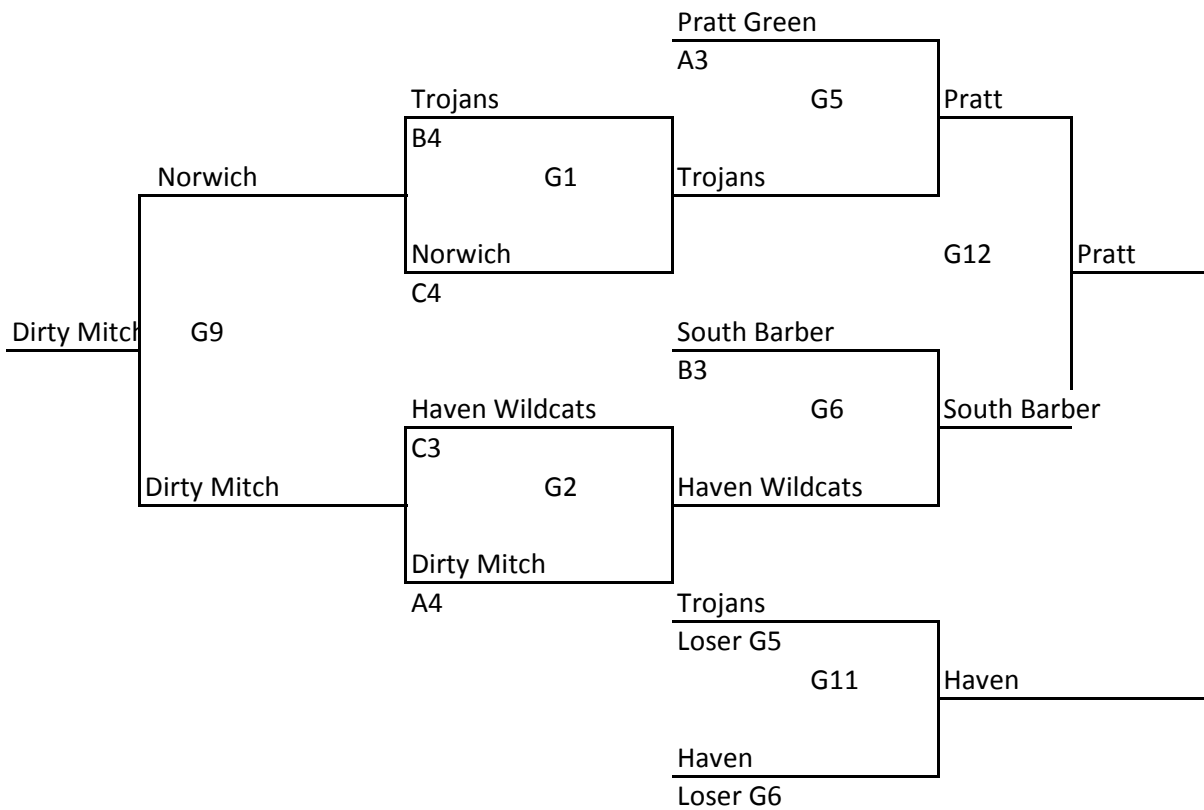 Pratt Green
A3
Trojans
G5
Pratt
B4
Norwich
G1
Trojans
Norwich
G12
Pratt
C4
Dirty Mitch
G9
South Barber
B3
Haven Wildcats
G6
South Barber
C3
Dirty Mitch
G2
Haven Wildcats
Dirty Mitch
A4
Trojans
Loser G5
G11
Haven
Haven
Loser G6